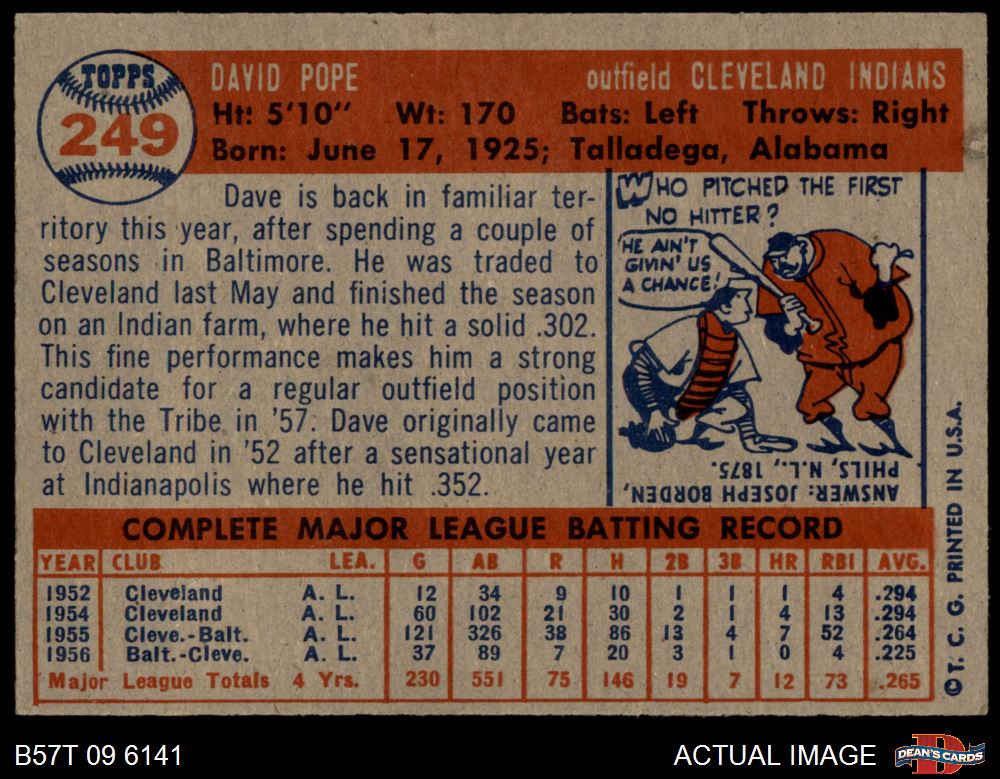 TOPPS
249
DAVID POPE outfield CLEVELAND INDIANS
Ht: 5'10" Wt: 170 Bats: Left Throws: Right
Born: June 17, 1925; Talladega, Alabama
Dave is back in familiar ter-
ritory this year, after spending a couple of
seasons in Baltimore. He was traded to
Cleveland last May and finished the season
on an Indian farm, where he hit a solid .302.
This fine performance makes him a strong
candidate for a regular outfield position
with the Tribe in '57. Dave originally came
to Cleveland in '52 after a sensational year
at Indianapolis where he hit .352.
WHO PITCHED THE FIRST
NO HITTER?
HE AIN'T
GIVIN' US
A CHANCE!
ANSWER: JOSEPH BORDEN,
PHILS, N.L., 1875.
COMPLETE MAJOR LEAGUE BATTING RECORD
YEAR CLUB LEA. G AB R H 2B 3B HR RBI AVG.
1952 Cleveland A. L. 12 34 9 10 1 1 1 4 .294
1954 Cleveland A. L. 60 102 21 30 2 1 4 13 .294
1955 Cleve.-Balt. A. L. 121 326 38 86 13 4 7 52 .264
1956 Balt.-Cleve. A. L. 37 89 7 20 3 1 0 4 .225
Major League Totals 4 Yrs. 230 551 75 146 19 7 12 73 .265
©T. C. G. PRINTED IN U.S.A.
B57T 09 6141 ACTUAL IMAGE
D
DEAN'S CARDS